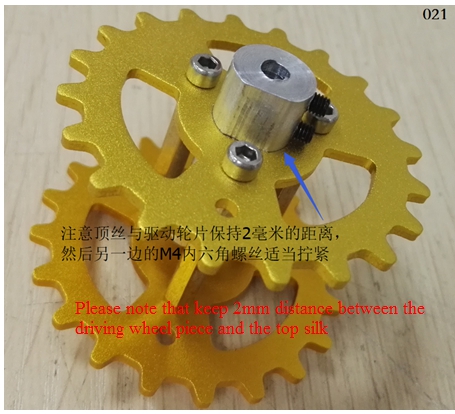 021
注意顶丝与驱动轮片保持2毫米的距离，
然后另一边的M4内六角螺丝适当拧紧
Please note that keep 2mm distance between the
driving wheel piece and the top silk